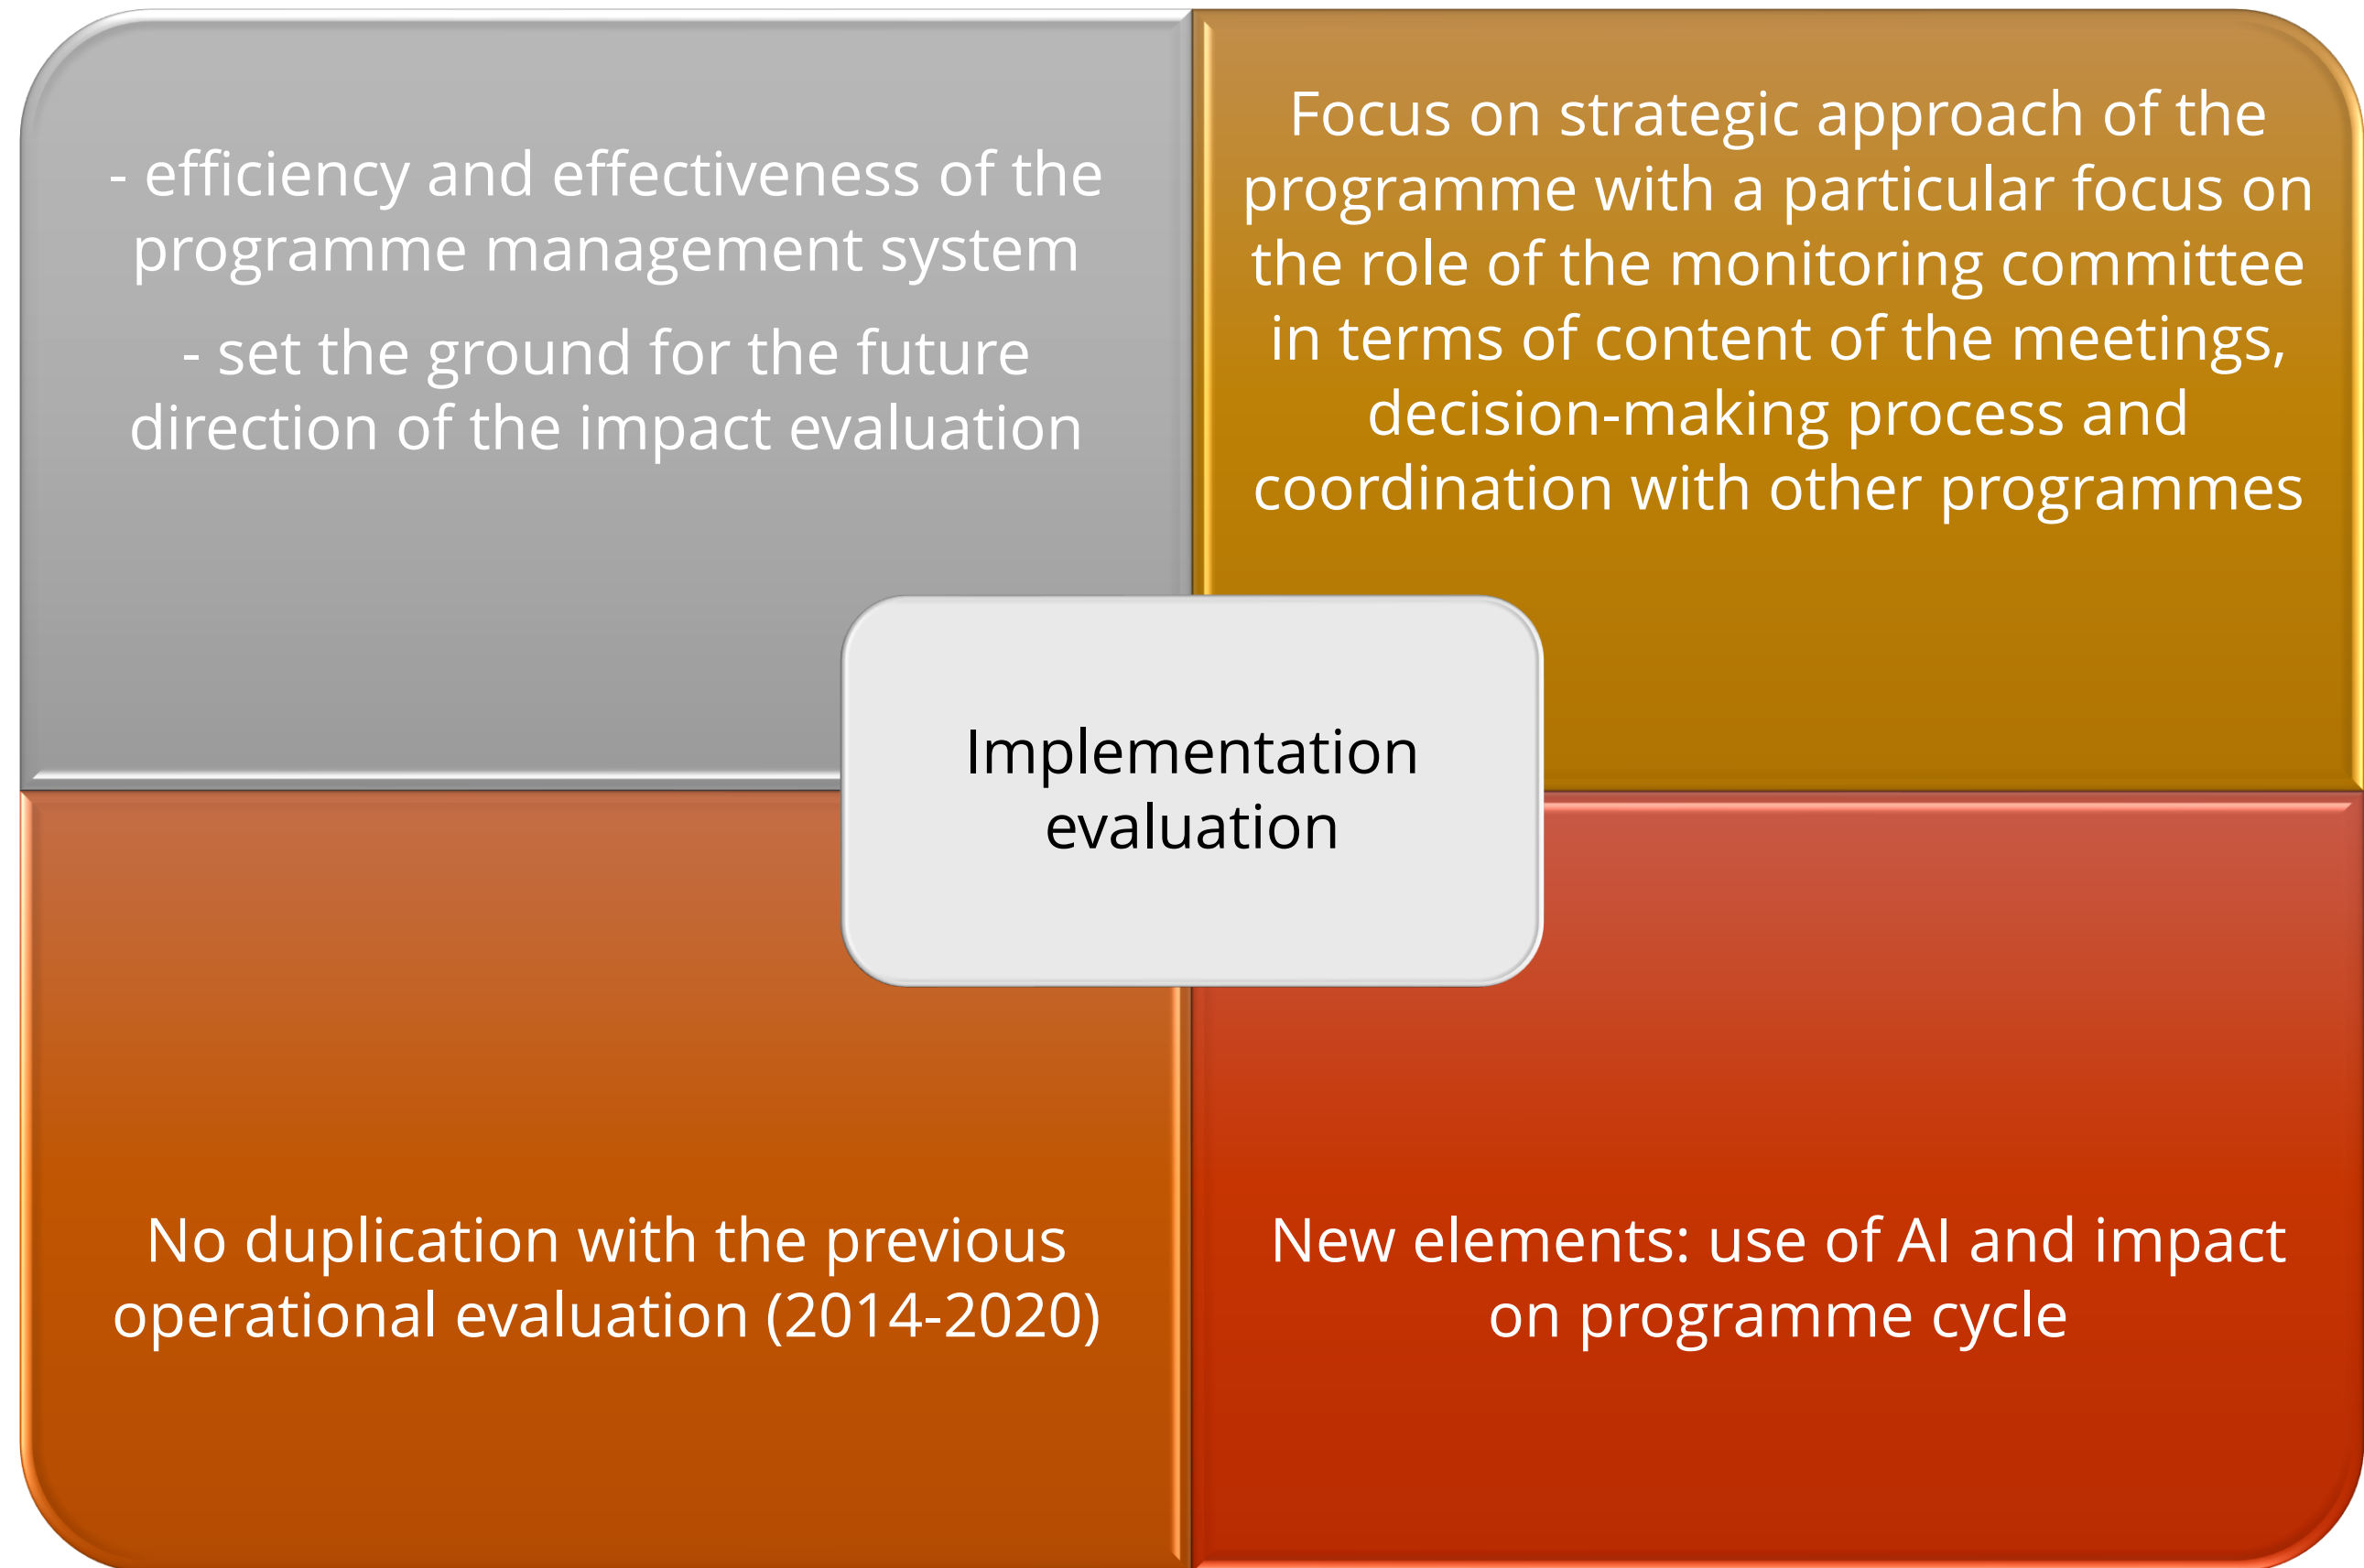 - efficiency and effectiveness of the
programme management system
- set the ground for the future
direction of the impact evaluation
Focus on strategic approach of the
programme with a particular focus on
the role of the monitoring committee
in terms of content of the meetings,
decision-making process and
coordination with other programmes
Implementation
evaluation
No duplication with the previous
operational evaluation (2014-2020)
New elements: use of AI and impact
on programme cycle